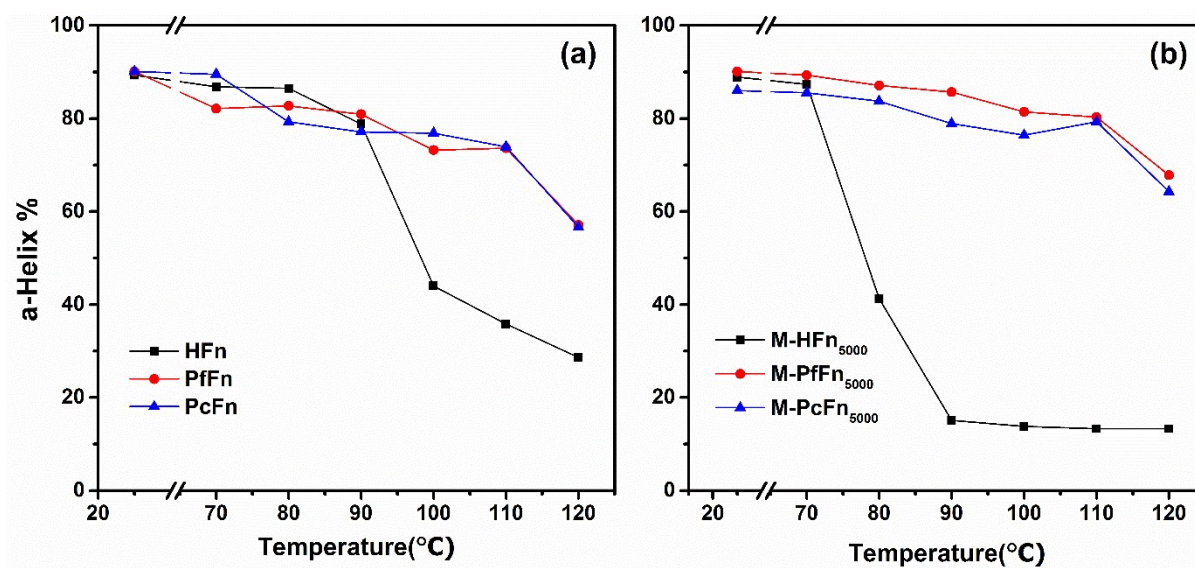 (a)
100
80
60
40
20
0
a-Helix %
HFn
PfFn
PcFn
20 70 80 90 100 110 120
Temperature(°C)
(b)
100
80
60
40
20
0
M-HFn5000
M-PfFn5000
M-PcFn5000
20 70 80 90 100 110 120
Temperature(°C)